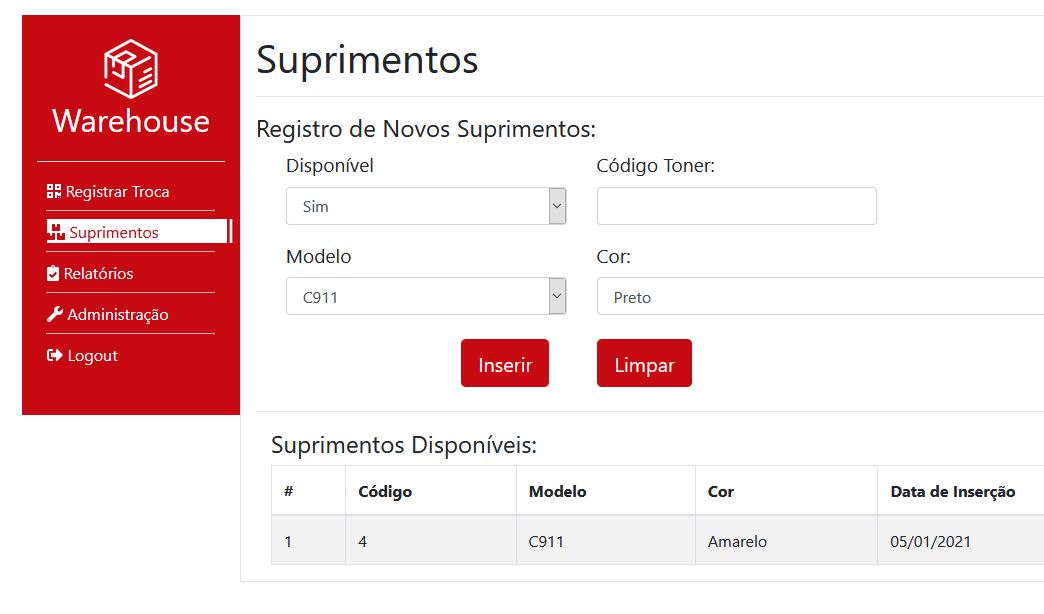 Warehouse
Registrar Troca
Suprimentos
Relatórios
Administração
Logout
Suprimentos
Registro de Novos Suprimentos:
Disponível Código Toner:
Sim
Modelo Cor:
C911 Preto
Inserir Limpar
Suprimentos Disponíveis:
# Código Modelo Cor Data de Inserção
1 4 C911 Amarelo 05/01/2021